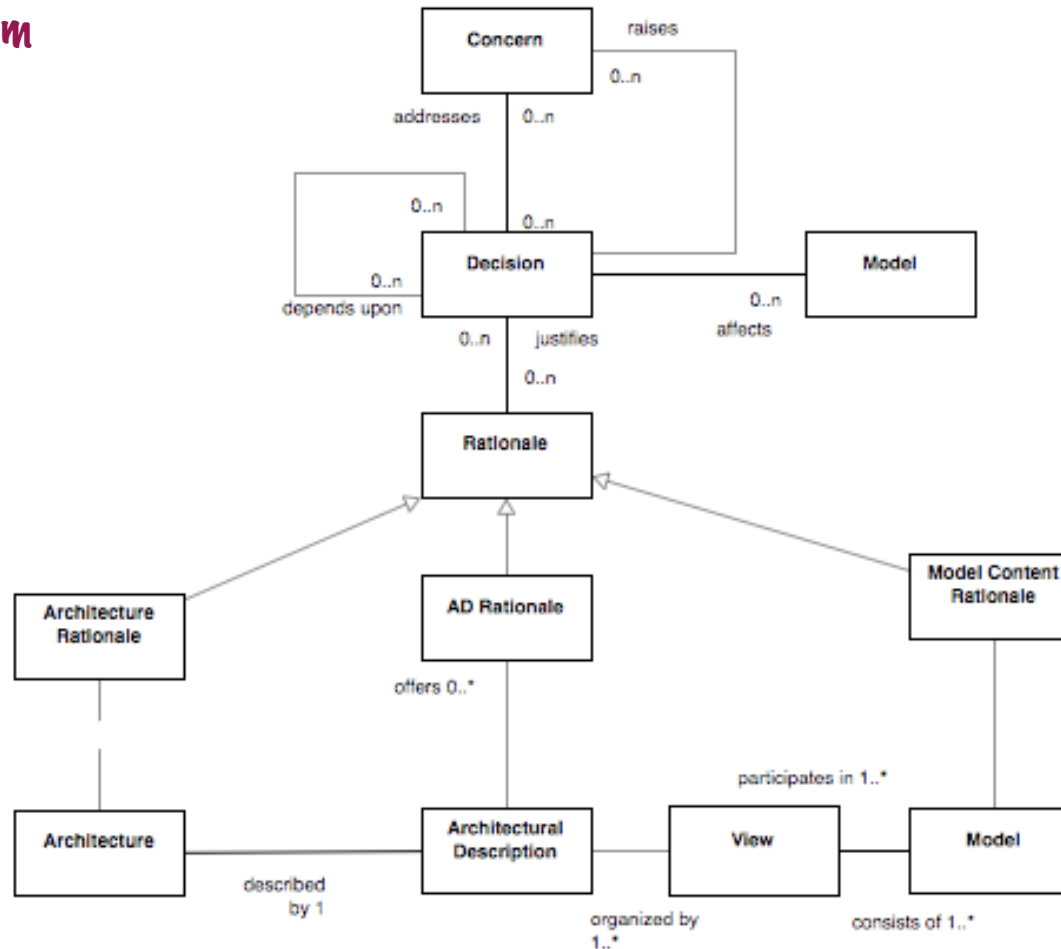 m
Concern
raises
0..n
addresses
0..n
0..n
0..n
Decision
Model
0..n
depends upon
0..n
affects
0..n
justifies
0..n
Rationale
Model Content
Rationale
AD Rationale
Architecture
Rationale
offers 0..*
participates in 1..*
Architecture
Architectural
Description
View
Model
described
by 1
organized by
1..*
consists of 1..*